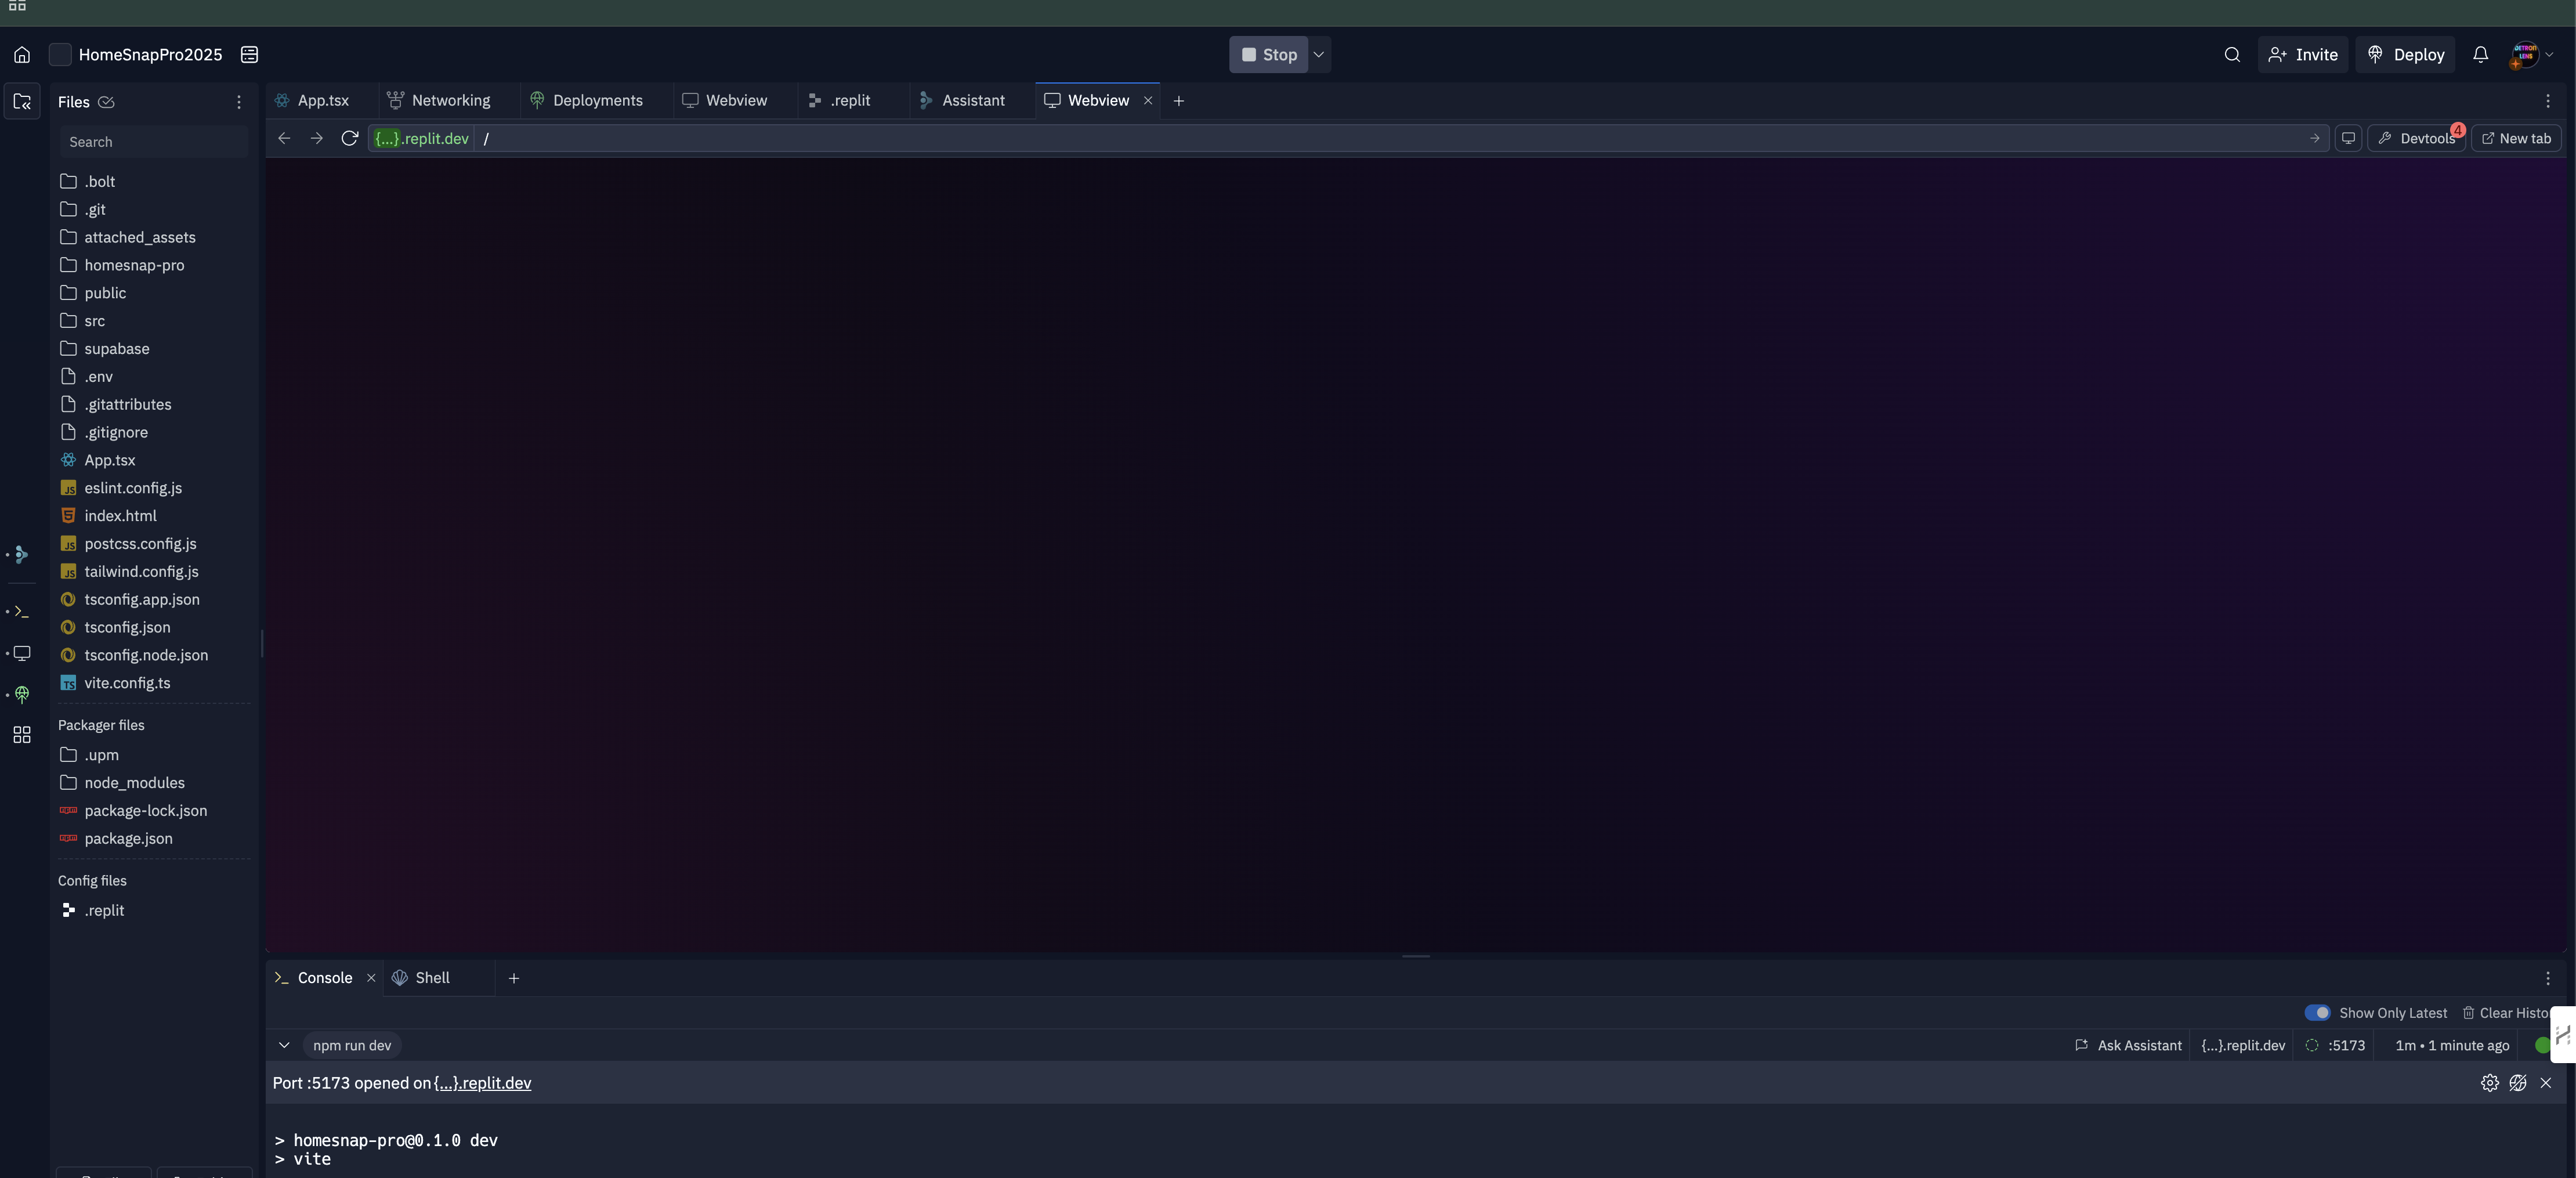 HomeSnapPro2025
Stop
Invite
Deploy
Files
App.tsx
Networking
Deployments
Webview
.replit
Assistant
Webview
Search
{...}.replit.dev
/
Devtools
4
New tab
.bolt
.git
attached_assets
homesnap-pro
public
src
supabase
.env
.gitattributes
.gitignore
App.tsx
JS eslint.config.js
index.html
JS postcss.config.js
JS tailwind.config.js
tsconfig.app.json
tsconfig.json
tsconfig.node.json
TS vite.config.ts
Packager files
.upm
node_modules
package-lock.json
package.json
Config files
.replit
Console
Shell
Show Only Latest
Clear Histo
npm run dev
Ask Assistant
{...}.replit.dev
:5173
1m • 1 minute ago
Port :5173 opened on {...}.replit.dev
> homesnap-pro@0.1.0 dev
> vite